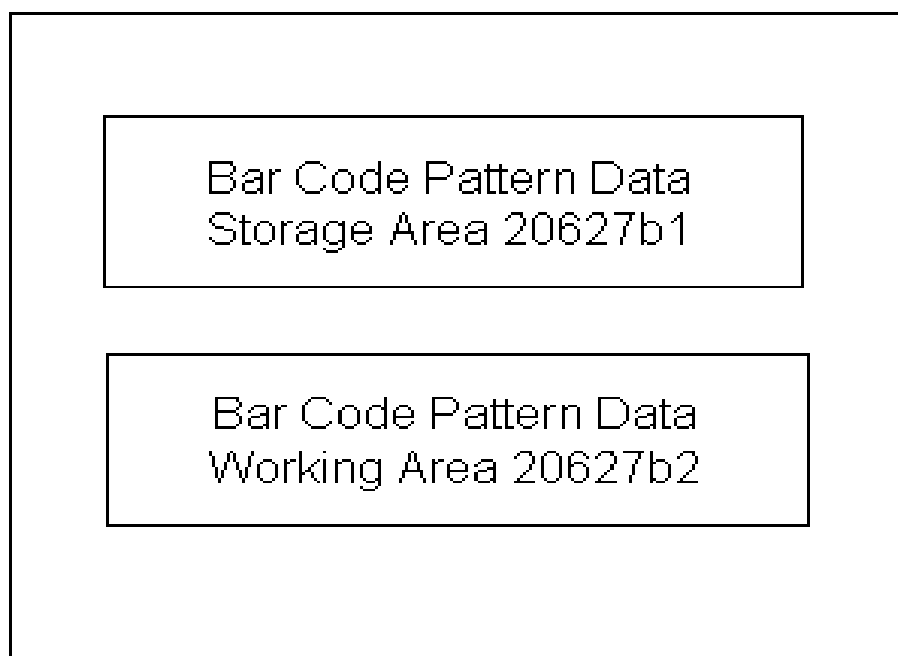 Bar Code Pattern Data
Storage Area 20627b1
Bar Code Pattern Data
Working Area 20627b2